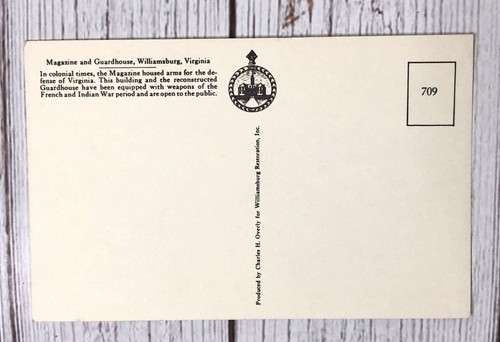 Magazine and Guardhouse, Williamsburg, Virginia
In colonial times, the Magazine housed arms for the de-
fense of Virginia. This building and the reconstructed
Guardhouse have been equipped with weapons of the
French and Indian War period and are open to the public.
709
Produced by Charles H. Overly for Williamsburg Restoration, Inc.